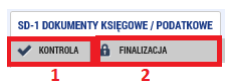 SD-1 DOKUMENTY KSIĘGOWE / PODATKOWE
KONTROLA FINALIZACJA
1 2